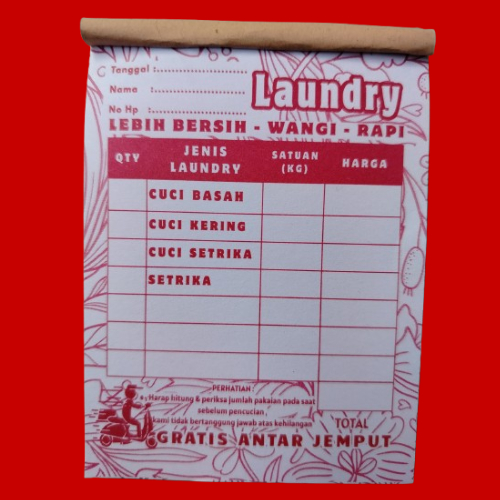 Tanggal :........................
Laundry
Nama :........................
No Hp :........................
LEBIH BERSIH - WANGI - RAPI
QTY JENIS LAUNDRY SATUAN (KG) HARGA
CUCI BASAH
CUCI KERING
CUCI SETRIKA
SETRIKA
PERHATIAN :
Harap hitung & periksa jumlah pakaian pada saat
sebelum pencucian ,
kami tidak bertanggung jawab atas kehilangan
TOTAL
GRATIS ANTAR JEMPUT